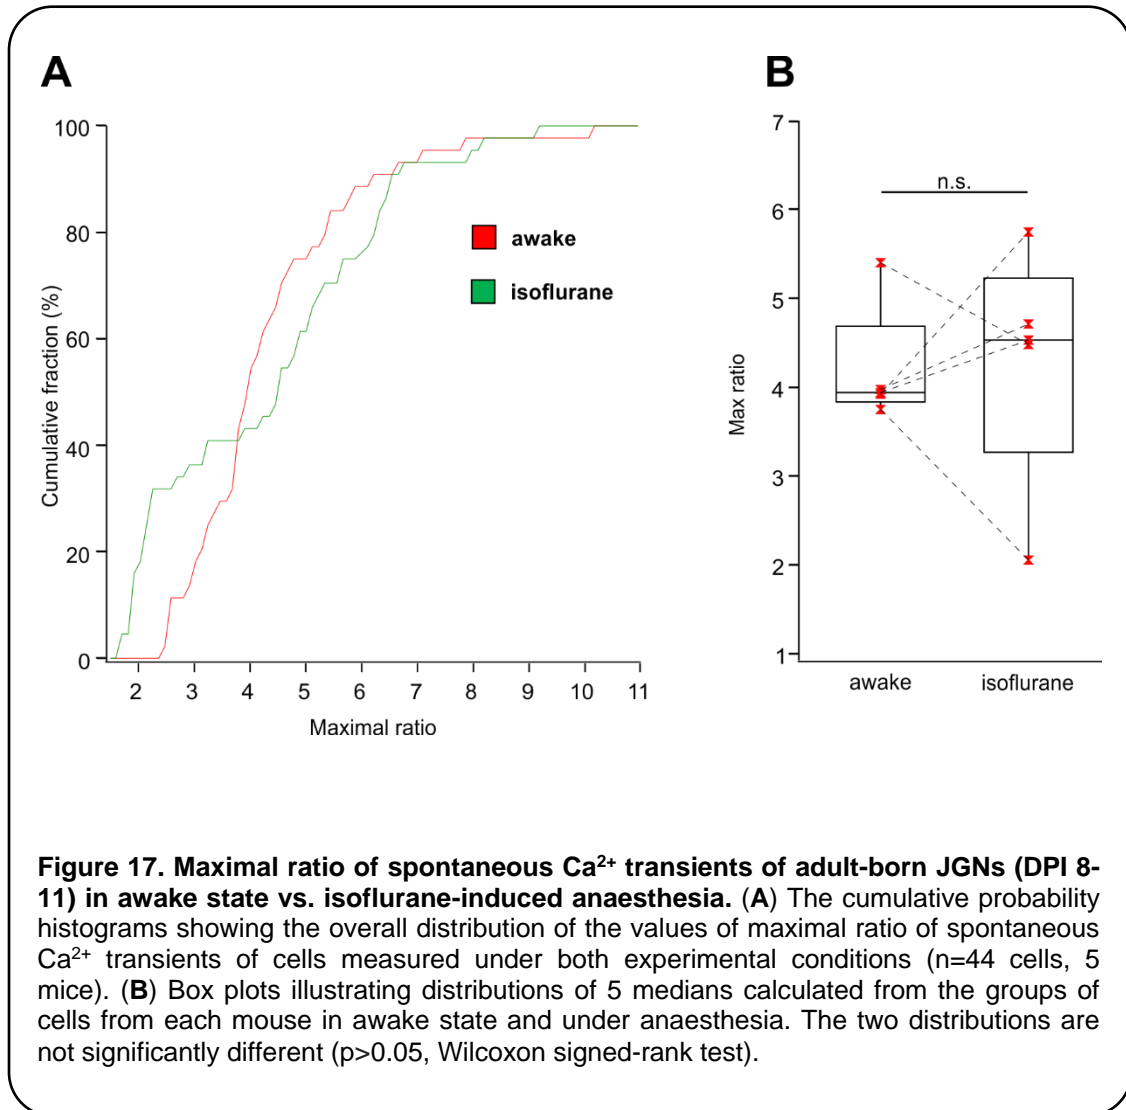 A
B
100
80
60
40
20
0
Cumulative fraction (%)
2 3 4 5 6 7 8 9 10 11
Maximal ratio
awake
isoflurane
7
6
5
4
3
2
1
Max ratio
n.s.
awake isoflurane
Figure 17. Maximal ratio of spontaneous Ca²⁺ transients of adult-born JGNs (DPI 8-
11) in awake state vs. isoflurane-induced anaesthesia. (A) The cumulative probability
histograms showing the overall distribution of the values of maximal ratio of spontaneous
Ca²⁺ transients of cells measured under both experimental conditions (n=44 cells, 5
mice). (B) Box plots illustrating distributions of 5 medians calculated from the groups of
cells from each mouse in awake state and under anaesthesia. The two distributions are
not significantly different (p>0.05, Wilcoxon signed-rank test).